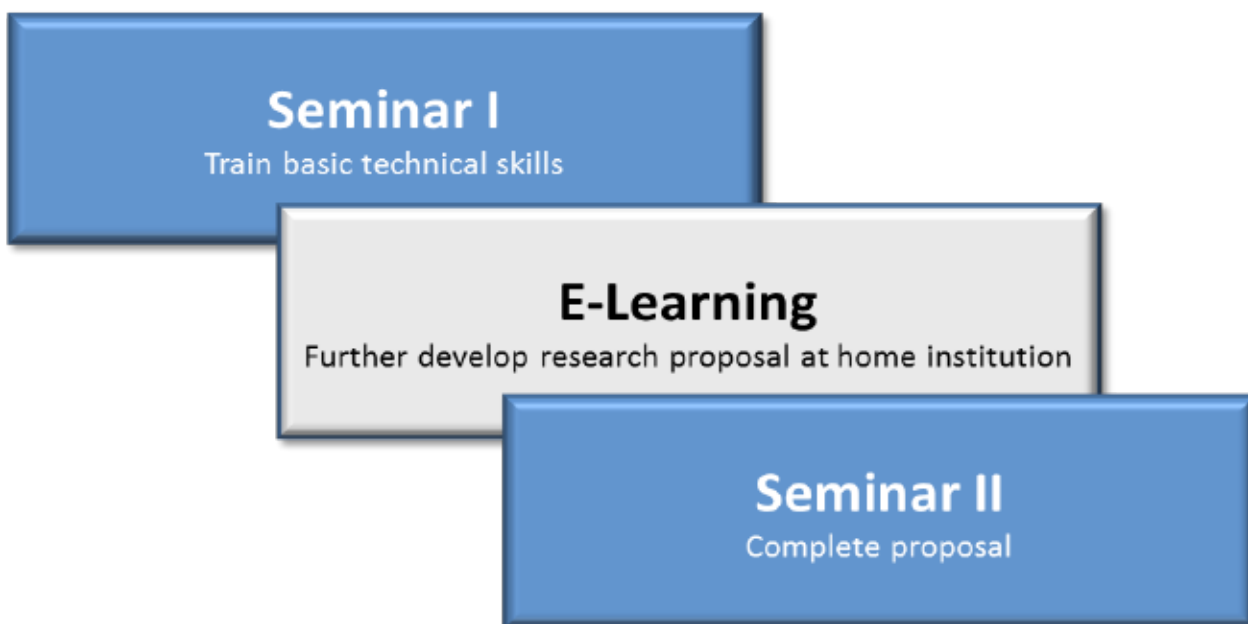 Seminar I
Train basic technical skills
E-Learning
Further develop research proposal at home institution
Seminar II
Complete proposal